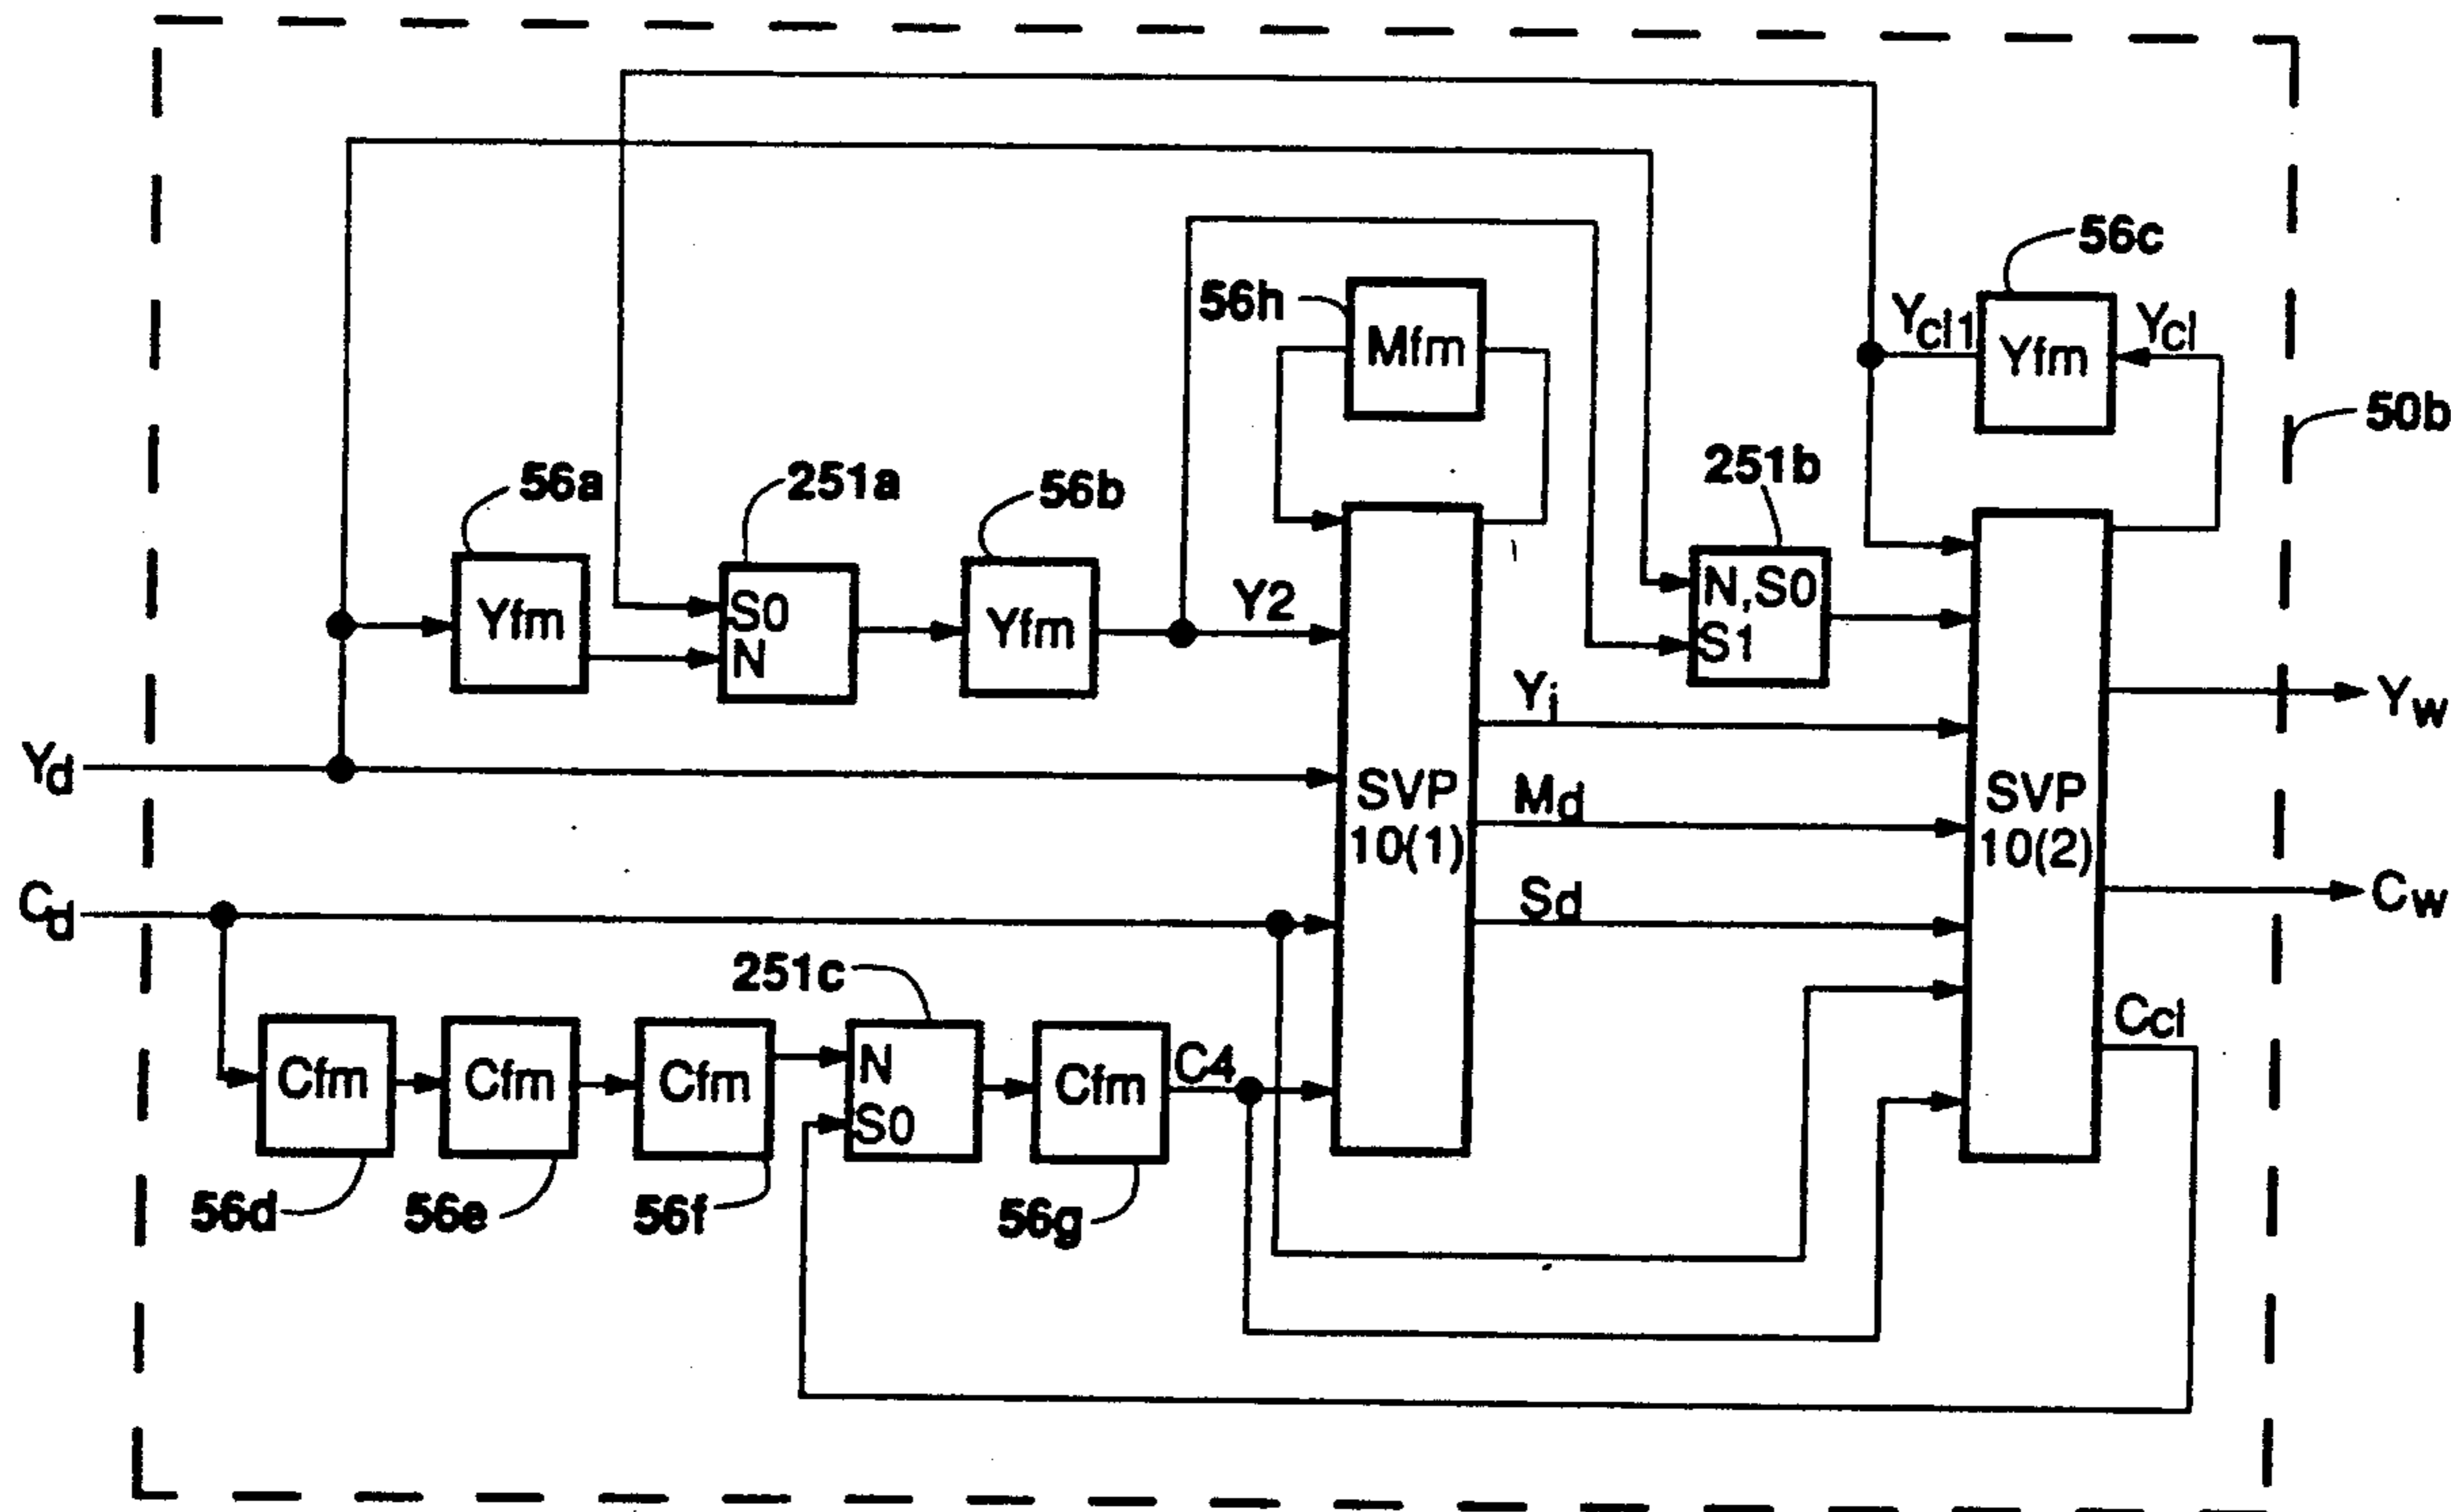 56c
56h
Mfm
Ycl1
Yfm
Ycl
50b
56a
251a
56b
251b
Yfm
S0
N
Yfm
Y2
N,S0
S1
Yi
Yw
Yd
SVP
10(1)
Md
SVP
10(2)
Cd
Sd
Cw
251c
Ccl
Cfm
Cfm
Cfm
N
S0
Cfm
C4
56d
56e
56f
56g